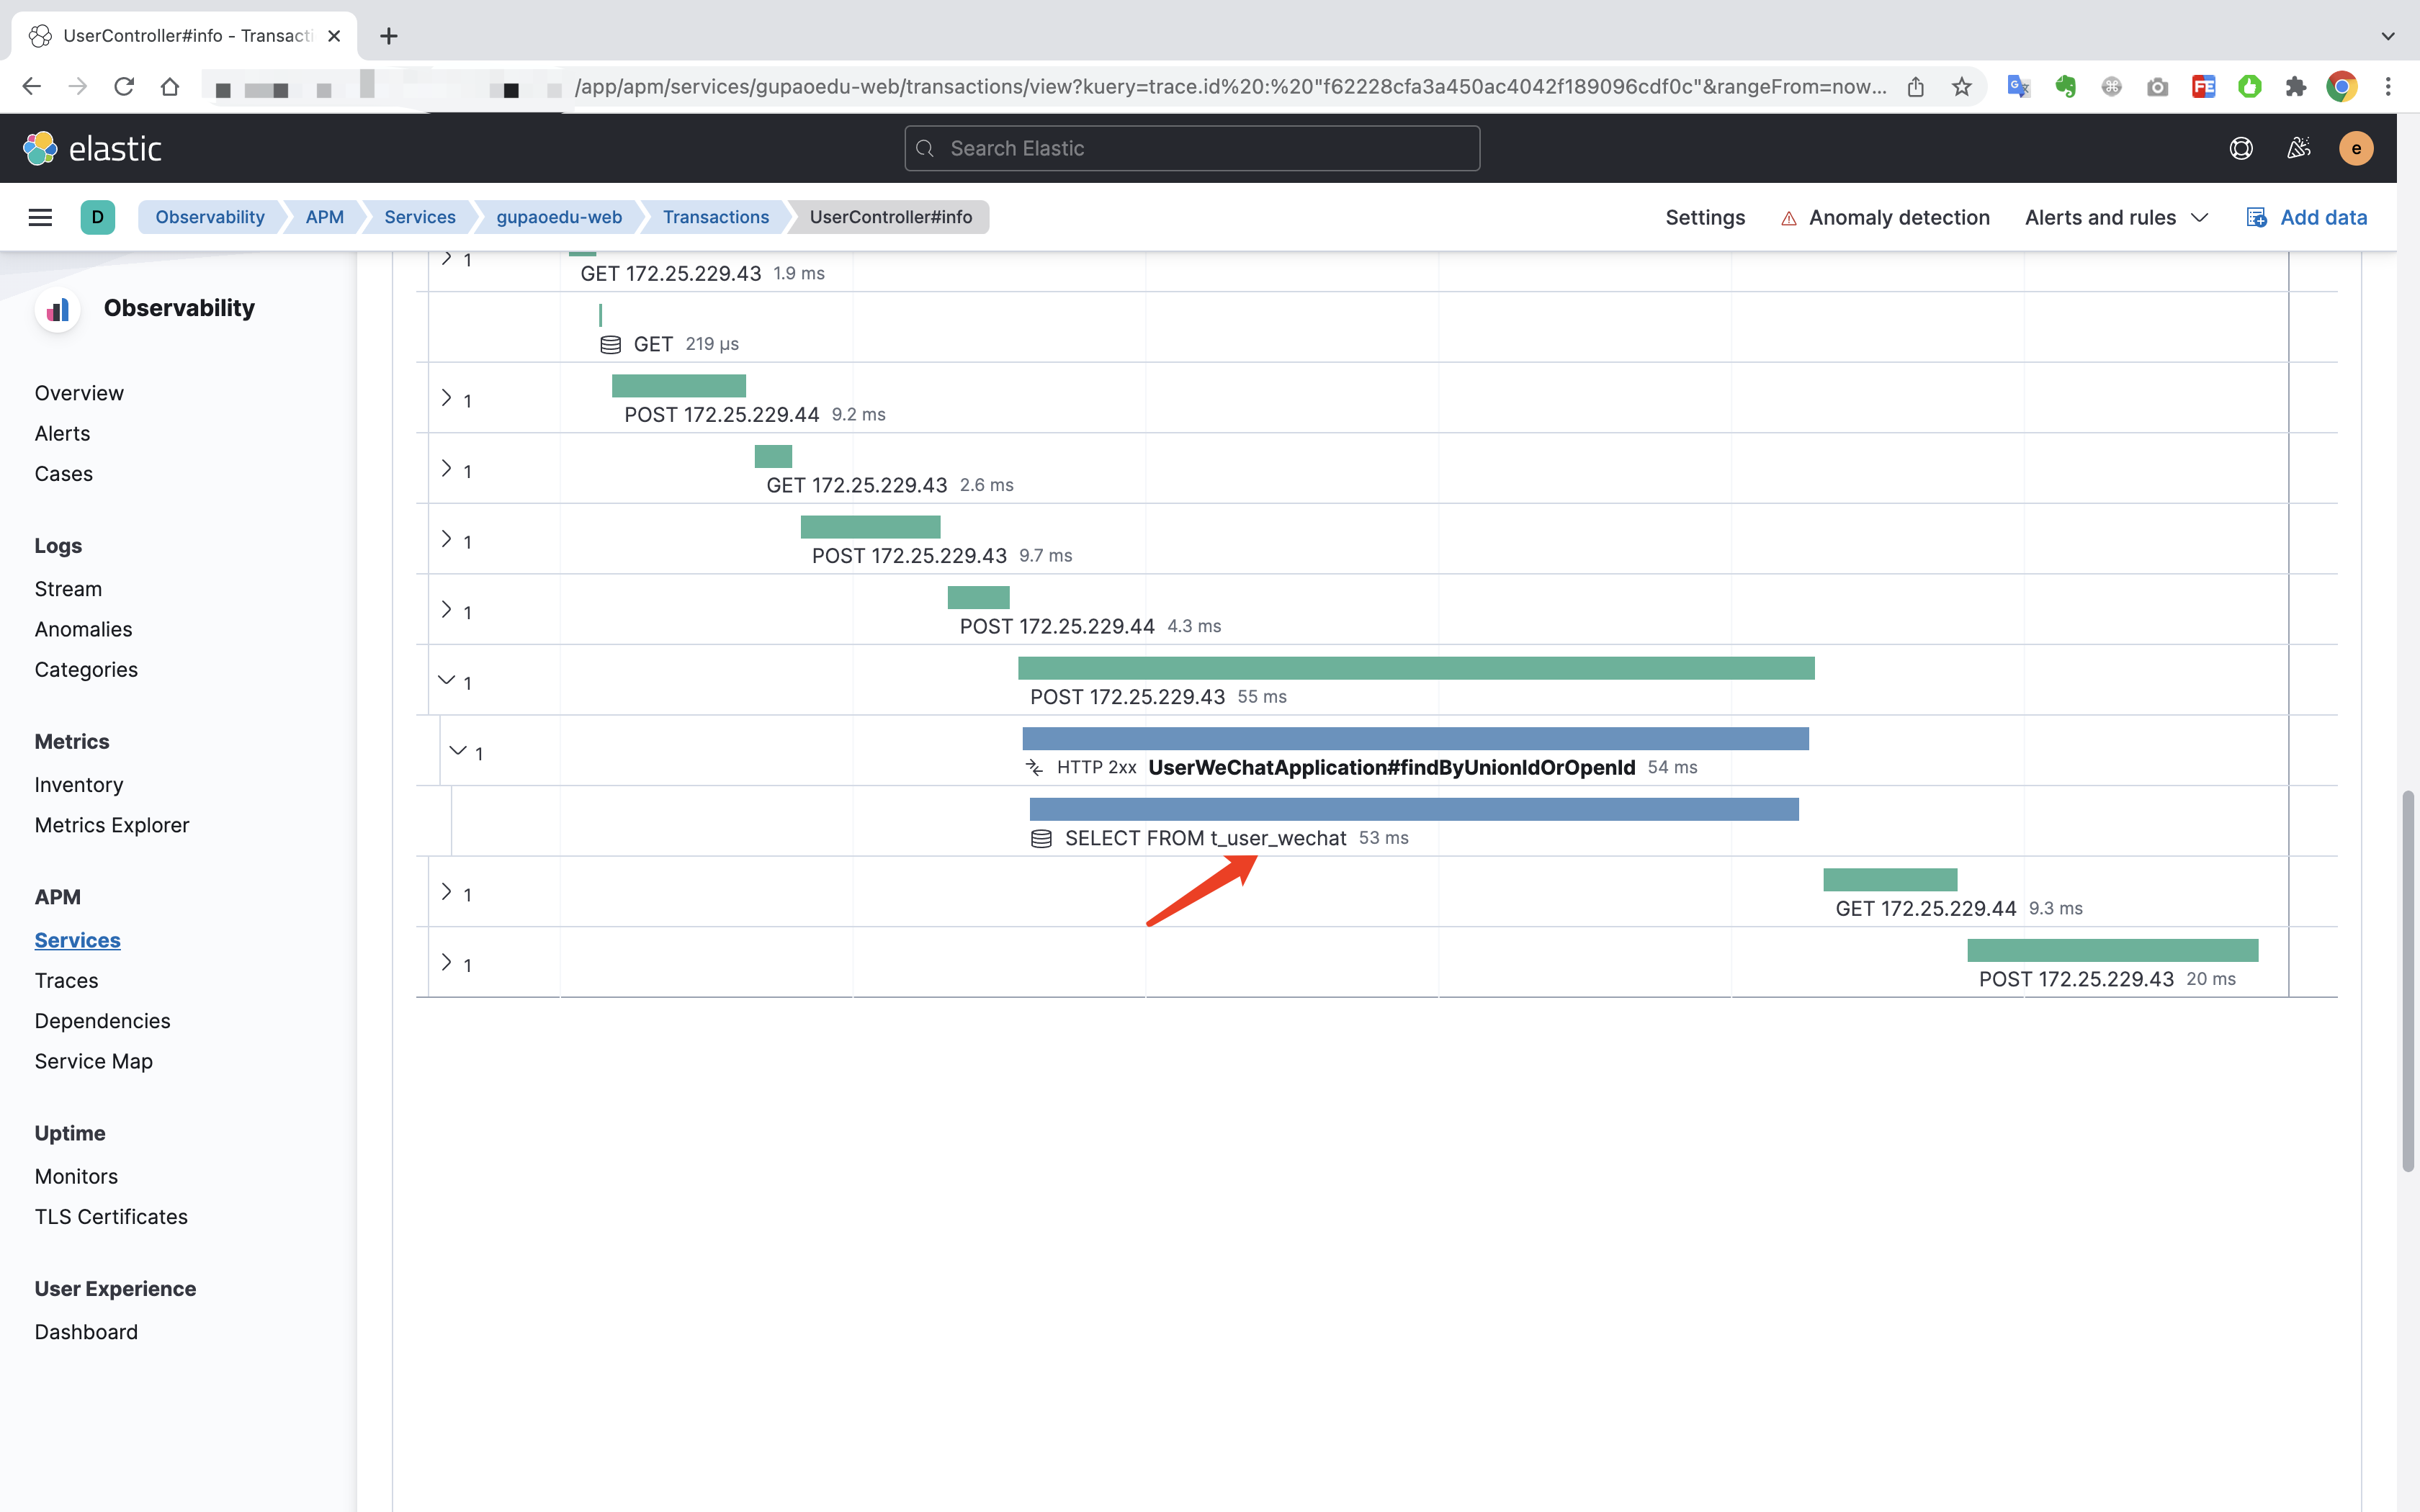 UserController#info - Transacti
/app/apm/services/gupaoedu-web/transactions/view?kuery=trace.id%20:%20"f62228cfa3a450ac4042f189096cdf0c"&rangeFrom=now...
FE
elastic
Search Elastic
e
D
Observability
APM
Services
gupaoedu-web
Transactions
UserController#info
Settings
Anomaly detection
Alerts and rules
Add data
Observability
Overview
Alerts
Cases
Logs
Stream
Anomalies
Categories
Metrics
Inventory
Metrics Explorer
APM
Services
Traces
Dependencies
Service Map
Uptime
Monitors
TLS Certificates
User Experience
Dashboard
1
GET 172.25.229.43 1.9 ms
GET 219 μs
1
POST 172.25.229.44 9.2 ms
1
GET 172.25.229.43 2.6 ms
1
POST 172.25.229.43 9.7 ms
1
POST 172.25.229.44 4.3 ms
1
POST 172.25.229.43 55 ms
1
HTTP 2xx UserWeChatApplication#findByUnionIdOrOpenId 54 ms
SELECT FROM t_user_wechat 53 ms
1
GET 172.25.229.44 9.3 ms
1
POST 172.25.229.43 20 ms